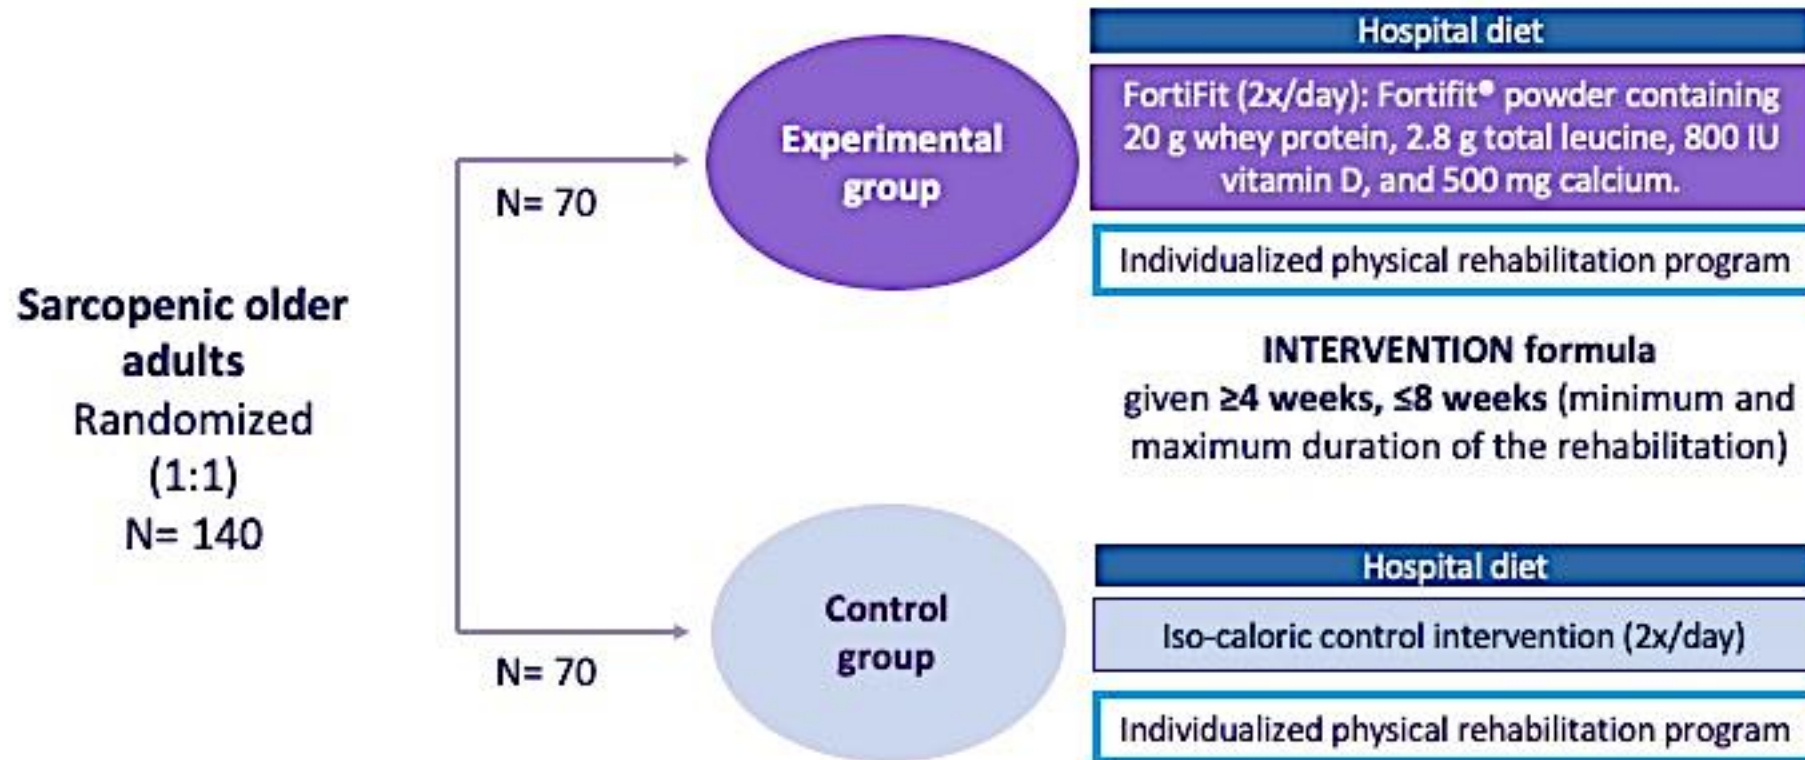 Sarcopenic older
adults
Randomized
(1:1)
N= 140
N= 70
Experimental
group
Hospital diet
FortiFit (2x/day): Fortifit® powder containing
20 g whey protein, 2.8 g total leucine, 800 IU
vitamin D, and 500 mg calcium.
Individualized physical rehabilitation program
INTERVENTION formula
given ≥4 weeks, ≤8 weeks (minimum and
maximum duration of the rehabilitation)
N= 70
Control
group
Hospital diet
Iso-caloric control intervention (2x/day)
Individualized physical rehabilitation program